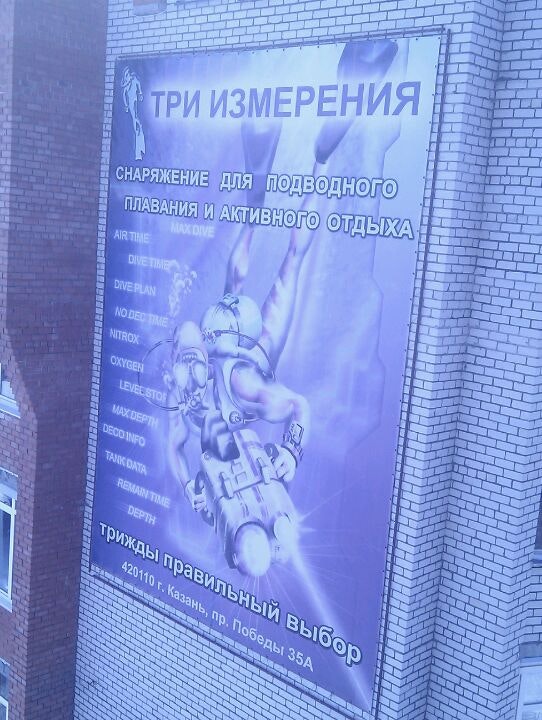 ТРИ ИЗМЕРЕНИЯ
СНАРЯЖЕНИЕ ДЛЯ ПОДВОДНОГО
ПЛАВАНИЯ И АКТИВНОГО ОТДЫХА
MAX DIVE
AIR TIME
DIVE TIME
DIVE PLAN
NO DEC TIME
NITROX
OXYGEN
LEVEL STOP
MAX DEPTH
DECO INFO
TANK DATA
REMAIN TIME
DEPTH
трижды правильный выбор
420110 г. Казань, пр. Победы 35А